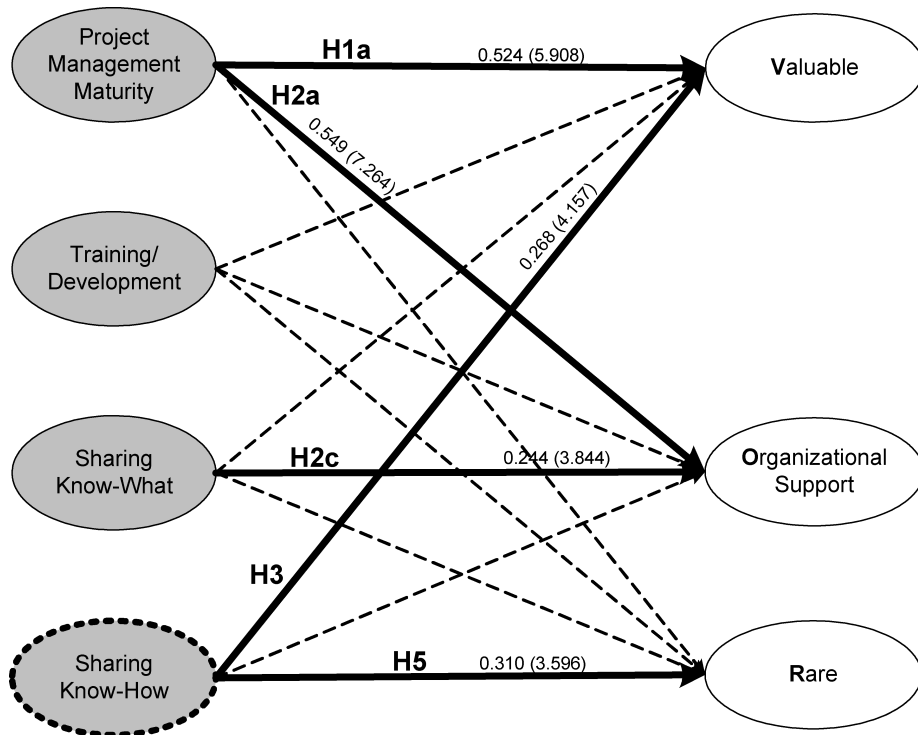 Project
Management
Maturity
H1a
0.524 (5.908)
Valuable
H2a
0.549 (7.264)
0.268 (4.157)
Training/
Development
Sharing
Know-What
H2c
0.244 (3.844)
Organizational
Support
H3
Sharing
Know-How
H5
0.310 (3.596)
Rare